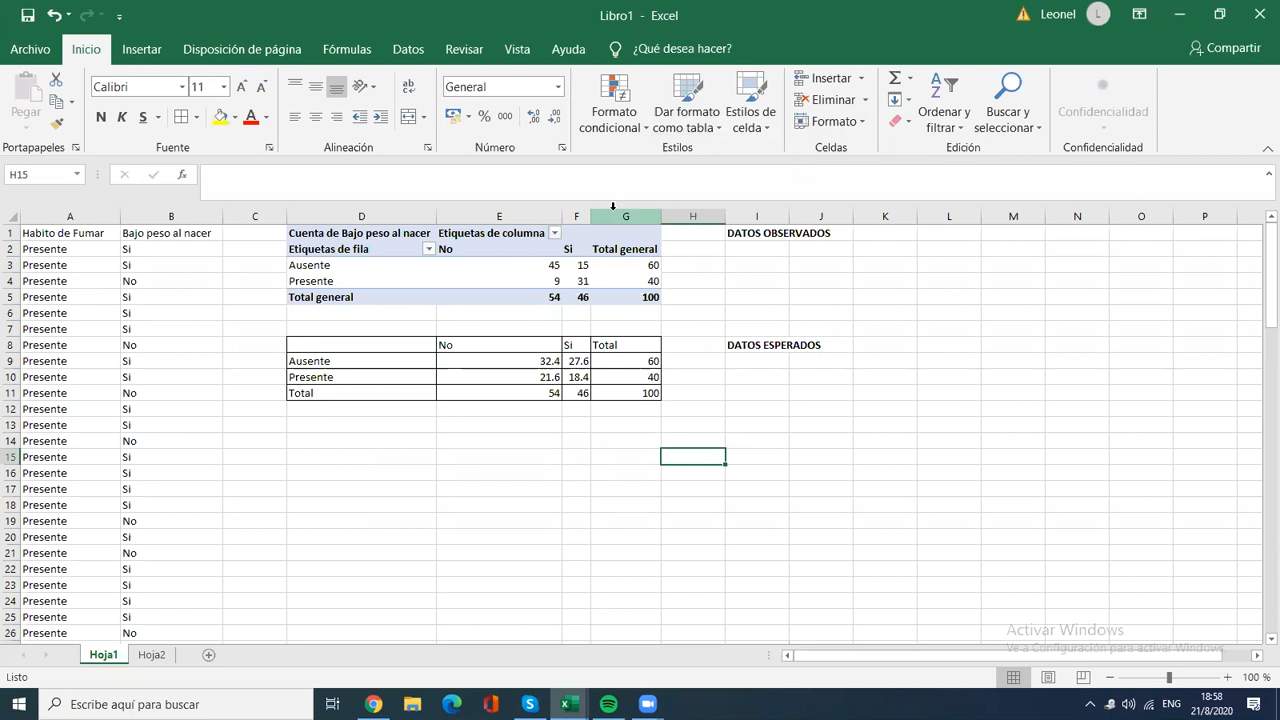 Libro1 - Excel
Leonel
L
Archivo
Inicio
Insertar
Disposición de página
Fórmulas
Datos
Revisar
Vista
Ayuda
¿Qué desea hacer?
Compartir
Pegar
Calibri
11
N K S
General
% 000
Formato condicional
Dar formato como tabla
Estilos de celda
Insertar
Eliminar
Formato
Ordenar y filtrar
Buscar y seleccionar
Confidencialidad
Portapapeles
Fuente
Alineación
Número
Estilos
Celdas
Edición
Confidencialidad
H15
fx
A B C D E F G H I J K L M N O P
1 Habito de Fumar Bajo peso al nacer Cuenta de Bajo peso al nacer Etiquetas de columna DATOS OBSERVADOS
2 Presente Si Etiquetas de fila No Si Total general
3 Presente Si Ausente 45 15 60
4 Presente No Presente 9 31 40
5 Presente Si Total general 54 46 100
6 Presente Si
7 Presente Si
8 Presente No No Si Total DATOS ESPERADOS
9 Presente Si Ausente 32.4 27.6 60
10 Presente Si Presente 21.6 18.4 40
11 Presente No Total 54 46 100
12 Presente Si
13 Presente Si
14 Presente No
15 Presente Si
16 Presente Si
17 Presente Si
18 Presente Si
19 Presente No
20 Presente Si
21 Presente No
22 Presente Si
23 Presente Si
24 Presente Si
25 Presente Si
26 Presente No
Activar Windows
Ve a Configuración para activar Windows.
Hoja1
Hoja2
Listo
100 %
Escribe aquí para buscar
ENG
18:58
21/8/2020